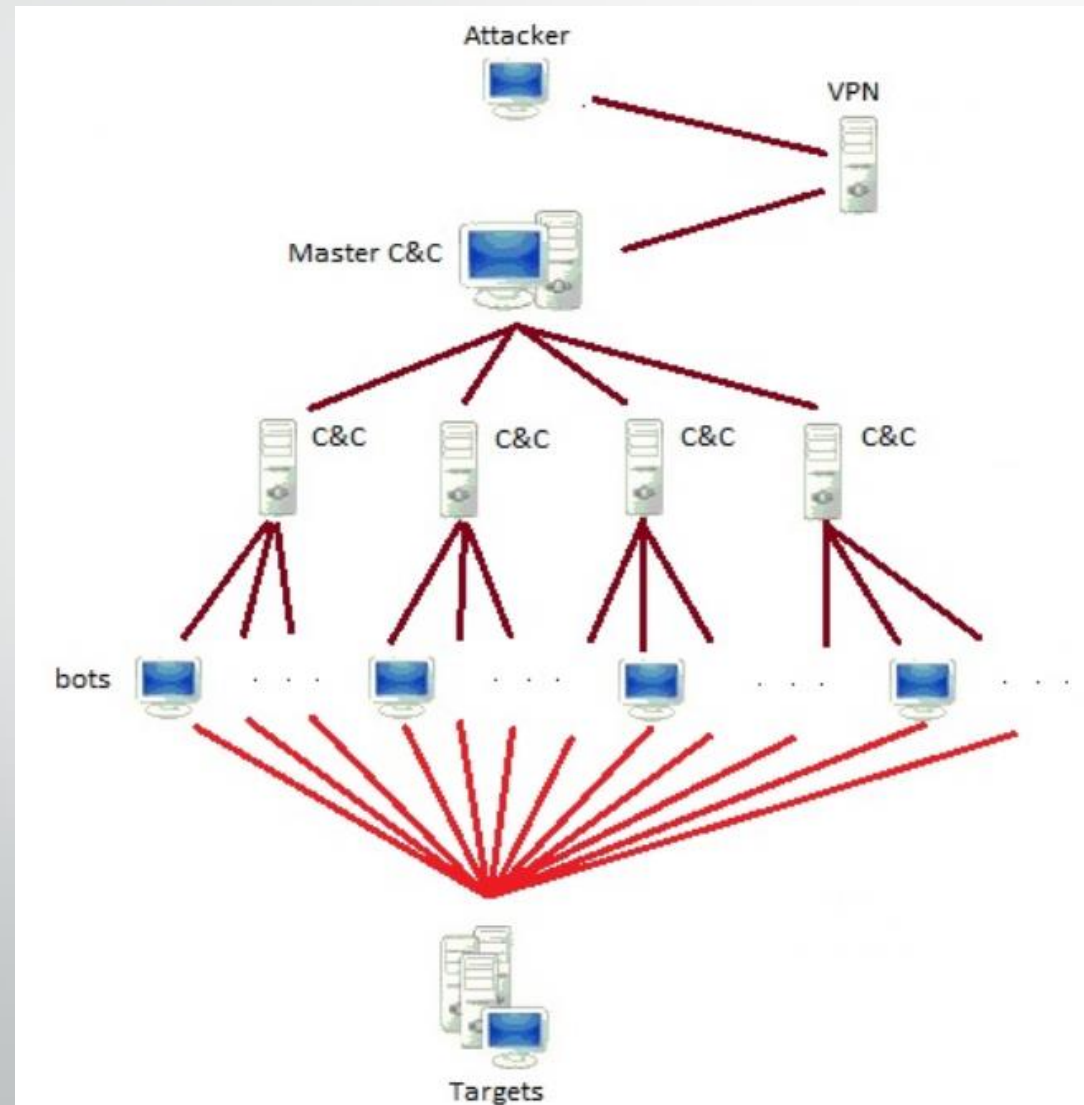 Attacker
VPN
Master C&C
C&C
C&C
C&C
C&C
bots
. . .
. . .
. . .
. . .
Targets